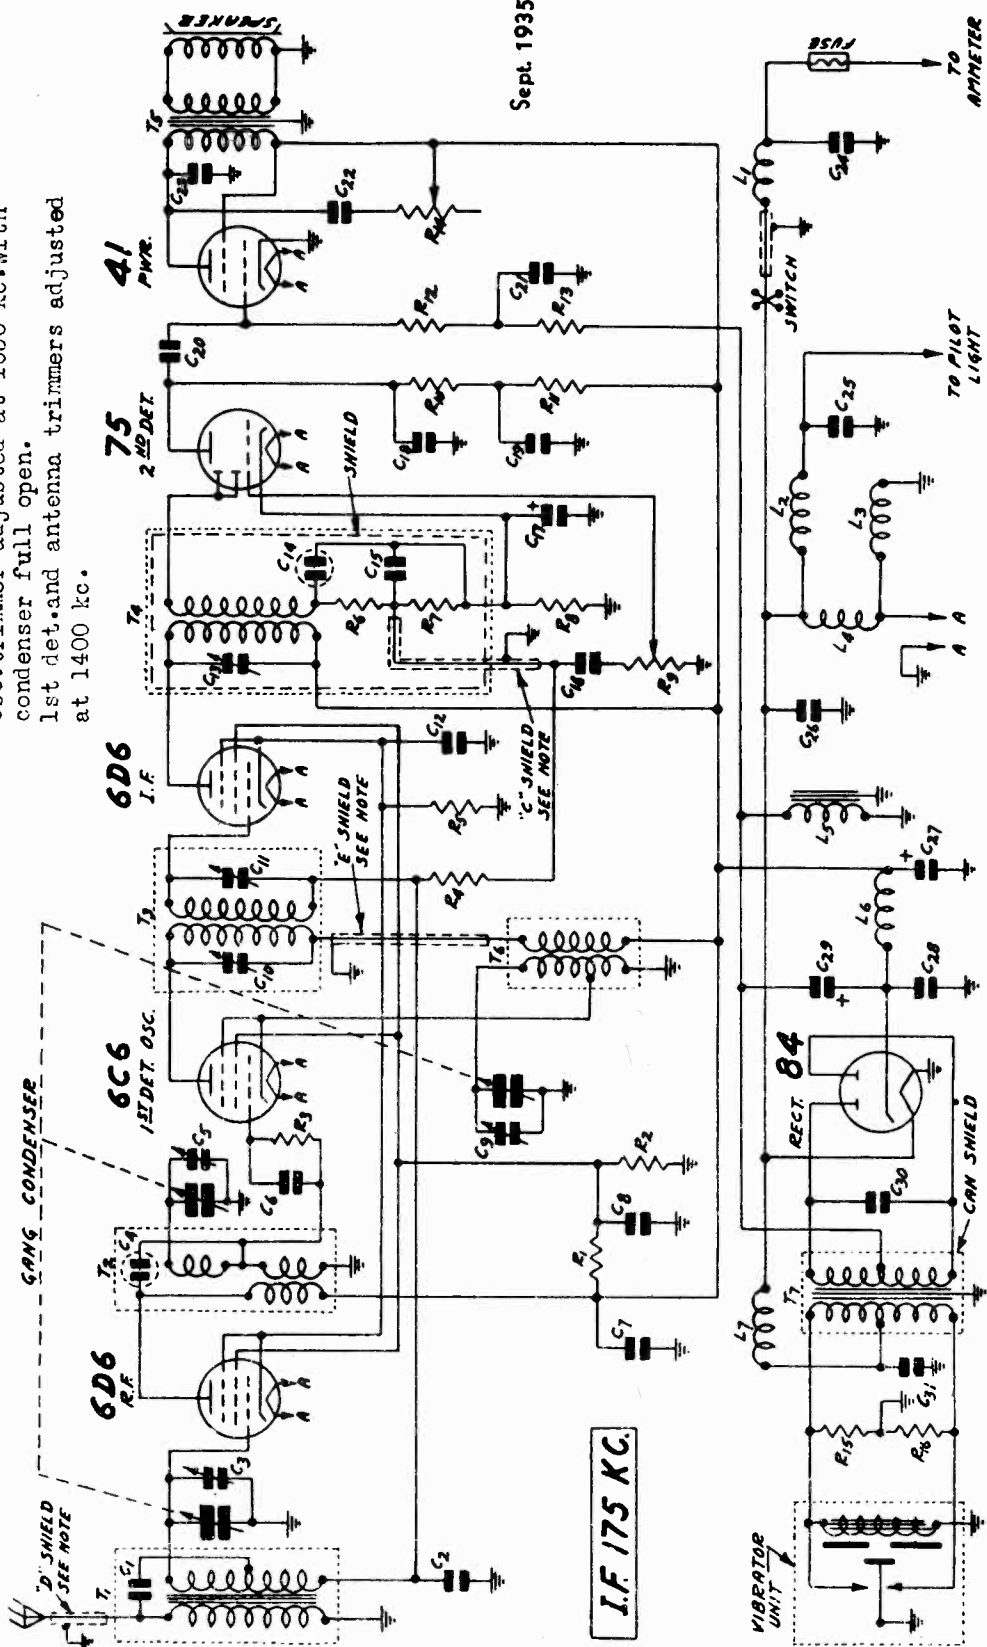 trimmer adjusted at kc.with
condenser full open.
1st det.and antenna trimmers adjusted
at 1400 kc.
Sept. 1935
GANG CONDENSER
"D" SHIELD
SEE NOTE
T1
C1
C2
C3
6D6
R.F.
A
A
T2
C4
C5
C6
R3
6C6
1ST DET. OSC.
A
A
T3
C10
C11
6D6
I.F.
A
A
T4
C13
C14
C15
R6
R7
R8
SHIELD
75
2ND DET.
A
A
C20
41
PWR.
A
A
C23
T5
SPEAKER
C22
R14
R12
C21
R13
R10
R11
C18
C19
C17
C16
R9
"C" SHIELD
SEE NOTE
C12
R5
R4
"E" SHIELD
SEE NOTE
T6
C9
R1
R2
C7
C8
I.F. 175 KC.
VIBRATOR
UNIT
R15
R16
C31
L7
T7
CAN SHIELD
C30
RECT.
84
C29
+
C28
L6
+
C27
L5
C26
A
A
L4
L3
L2
C25
TO PILOT
LIGHT
SWITCH
L1
C24
FUSE
TO
AMMETER